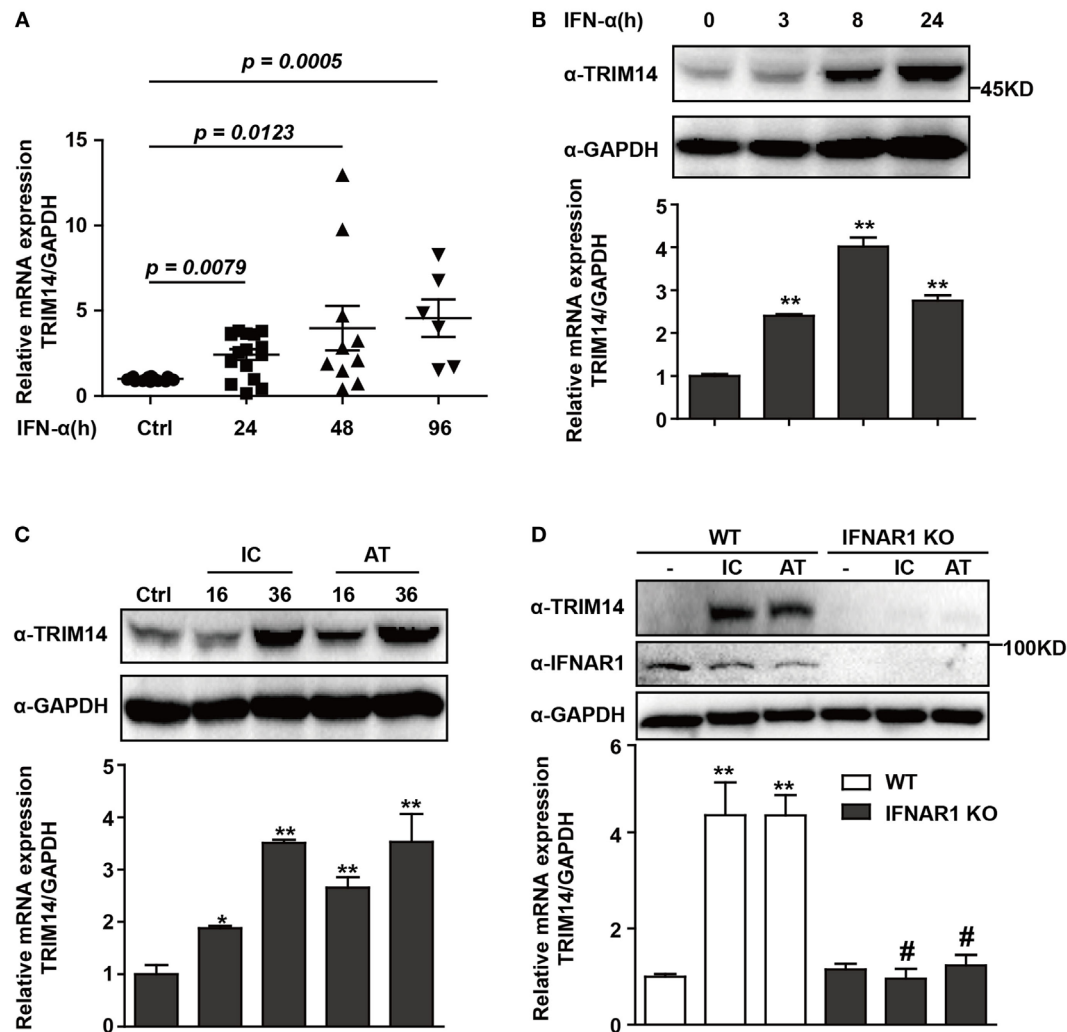 A
p = 0.0005
p = 0.0123
p = 0.0079
Relative mRNA expression
TRIM14/GAPDH
15
10
5
0
IFN-α(h) Ctrl 24 48 96
B
IFN-α(h) 0 3 8 24
α-TRIM14
45KD
α-GAPDH
Relative mRNA expression
TRIM14/GAPDH
5
4
3
2
1
0
**
**
**
C
IC AT
Ctrl 16 36 16 36
α-TRIM14
α-GAPDH
Relative mRNA expression
TRIM14/GAPDH
5
4
3
2
1
0
*
**
**
**
D
WT IFNAR1 KO
- IC AT - IC AT
α-TRIM14
100KD
α-IFNAR1
α-GAPDH
Relative mRNA expression
TRIM14/GAPDH
6
4
2
0
**
**
#
#
WT
IFNAR1 KO